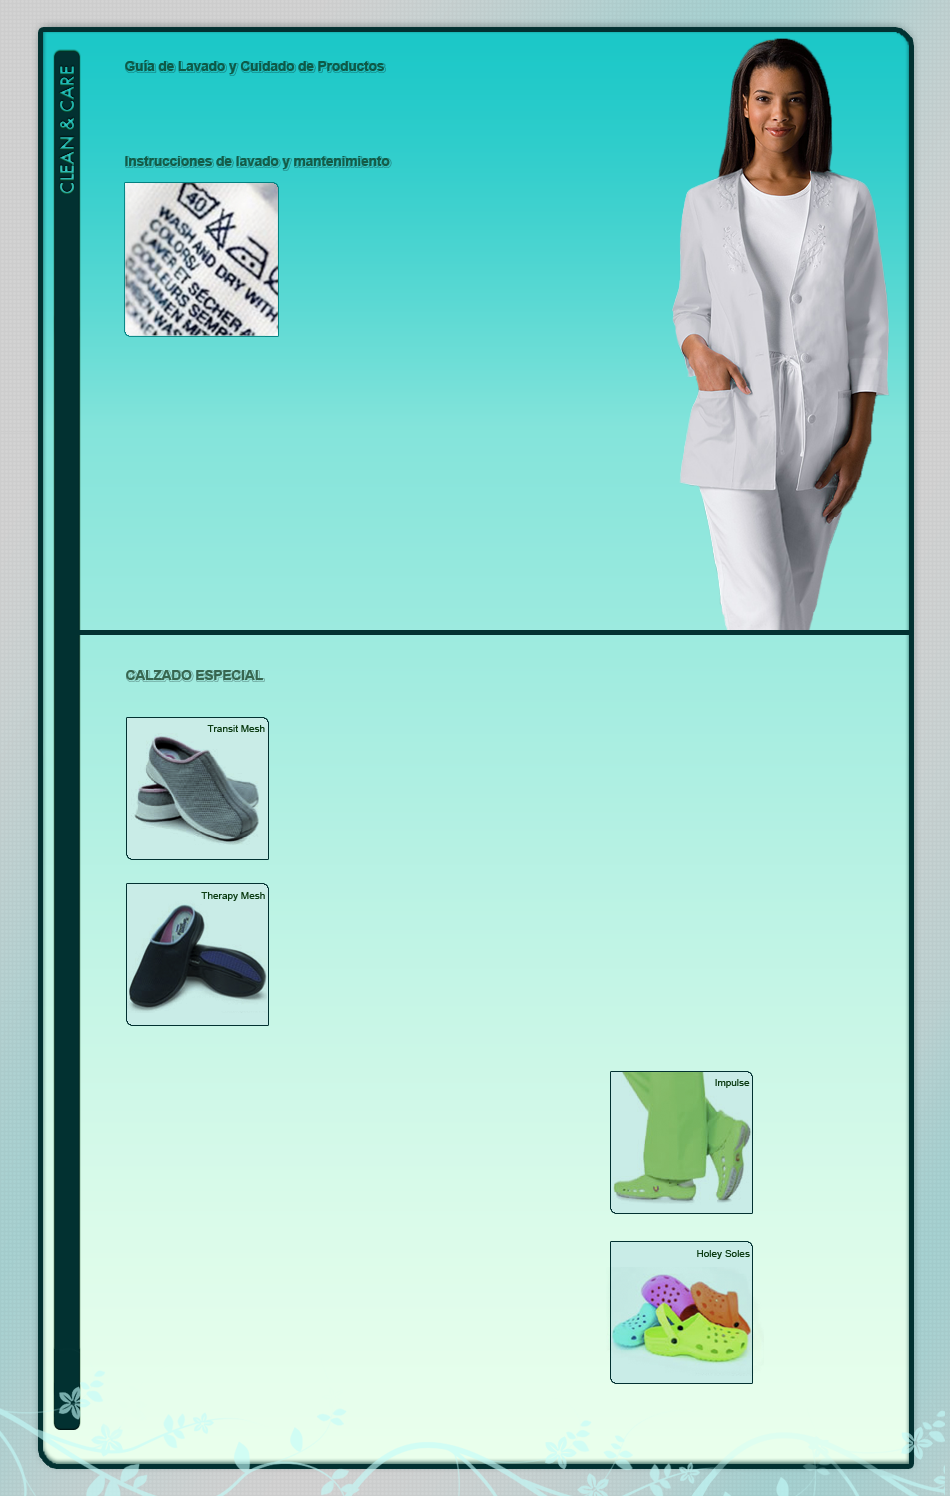 CLEAN & CARE
Guía de Lavado y Cuidado de Productos
Instrucciones de lavado y mantenimiento
40
WASH AND DRY WITH
COLORS/
LAVER ET SÉCHER A
COULEURS SEMB
CALZADO ESPECIAL
Transit Mesh
Therapy Mesh
Impulse
Holey Soles